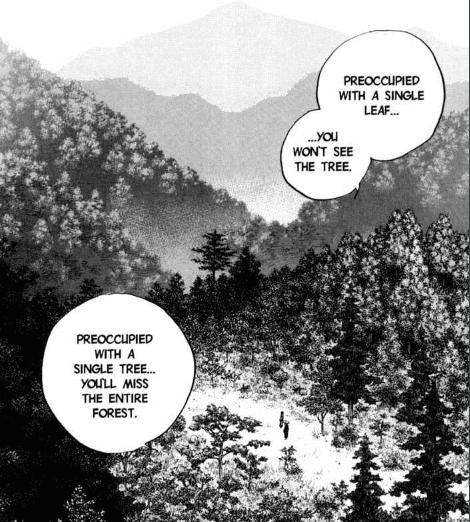 PREOCCUPIED
WITH A SINGLE
LEAF...
...YOU
WON'T SEE
THE TREE.
PREOCCUPIED
WITH A
SINGLE TREE...
YOU'LL MISS
THE ENTIRE
FOREST.